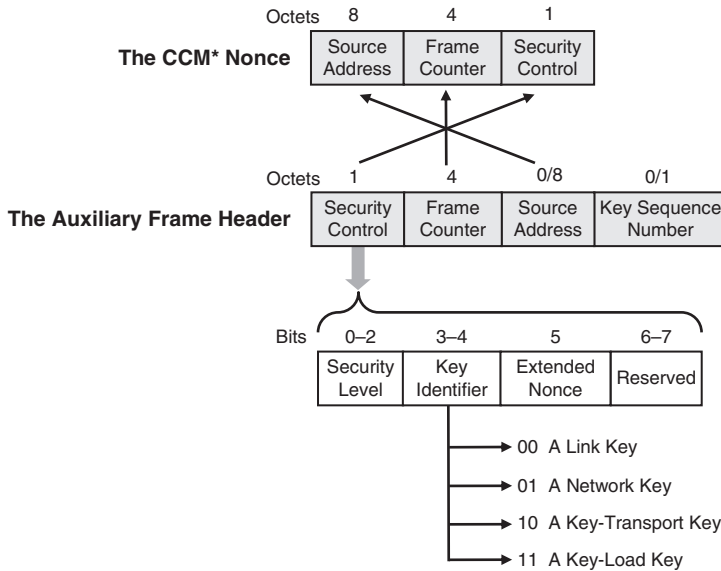 Octets 8 4 1
The CCM* Nonce
Source Address
Frame Counter
Security Control
Octets 1 4 0/8 0/1
The Auxiliary Frame Header
Security Control
Frame Counter
Source Address
Key Sequence Number
Bits 0–2 3–4 5 6–7
Security Level
Key Identifier
Extended Nonce
Reserved
00 A Link Key
01 A Network Key
10 A Key-Transport Key
11 A Key-Load Key